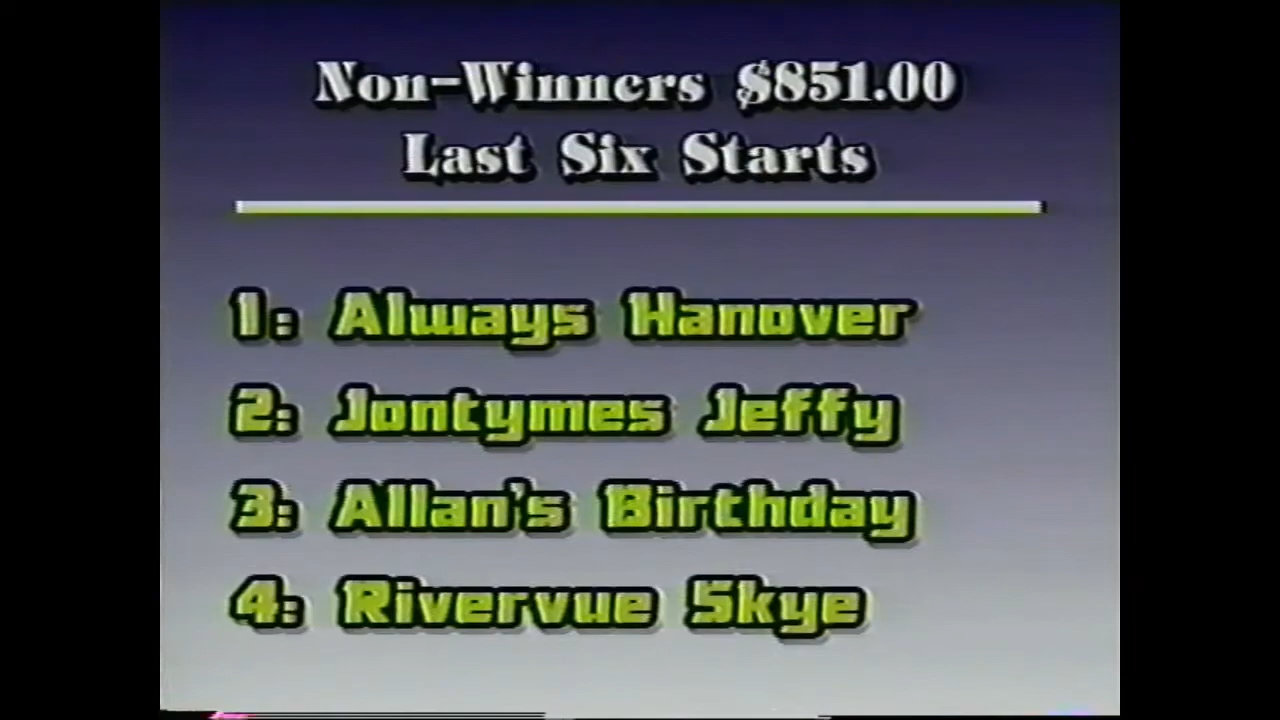 Non-Winners $851.00
Last Six Starts
1: Always Hanover
2: Jontymes Jeffy
3: Allan's Birthday
4: Rivervue Skye